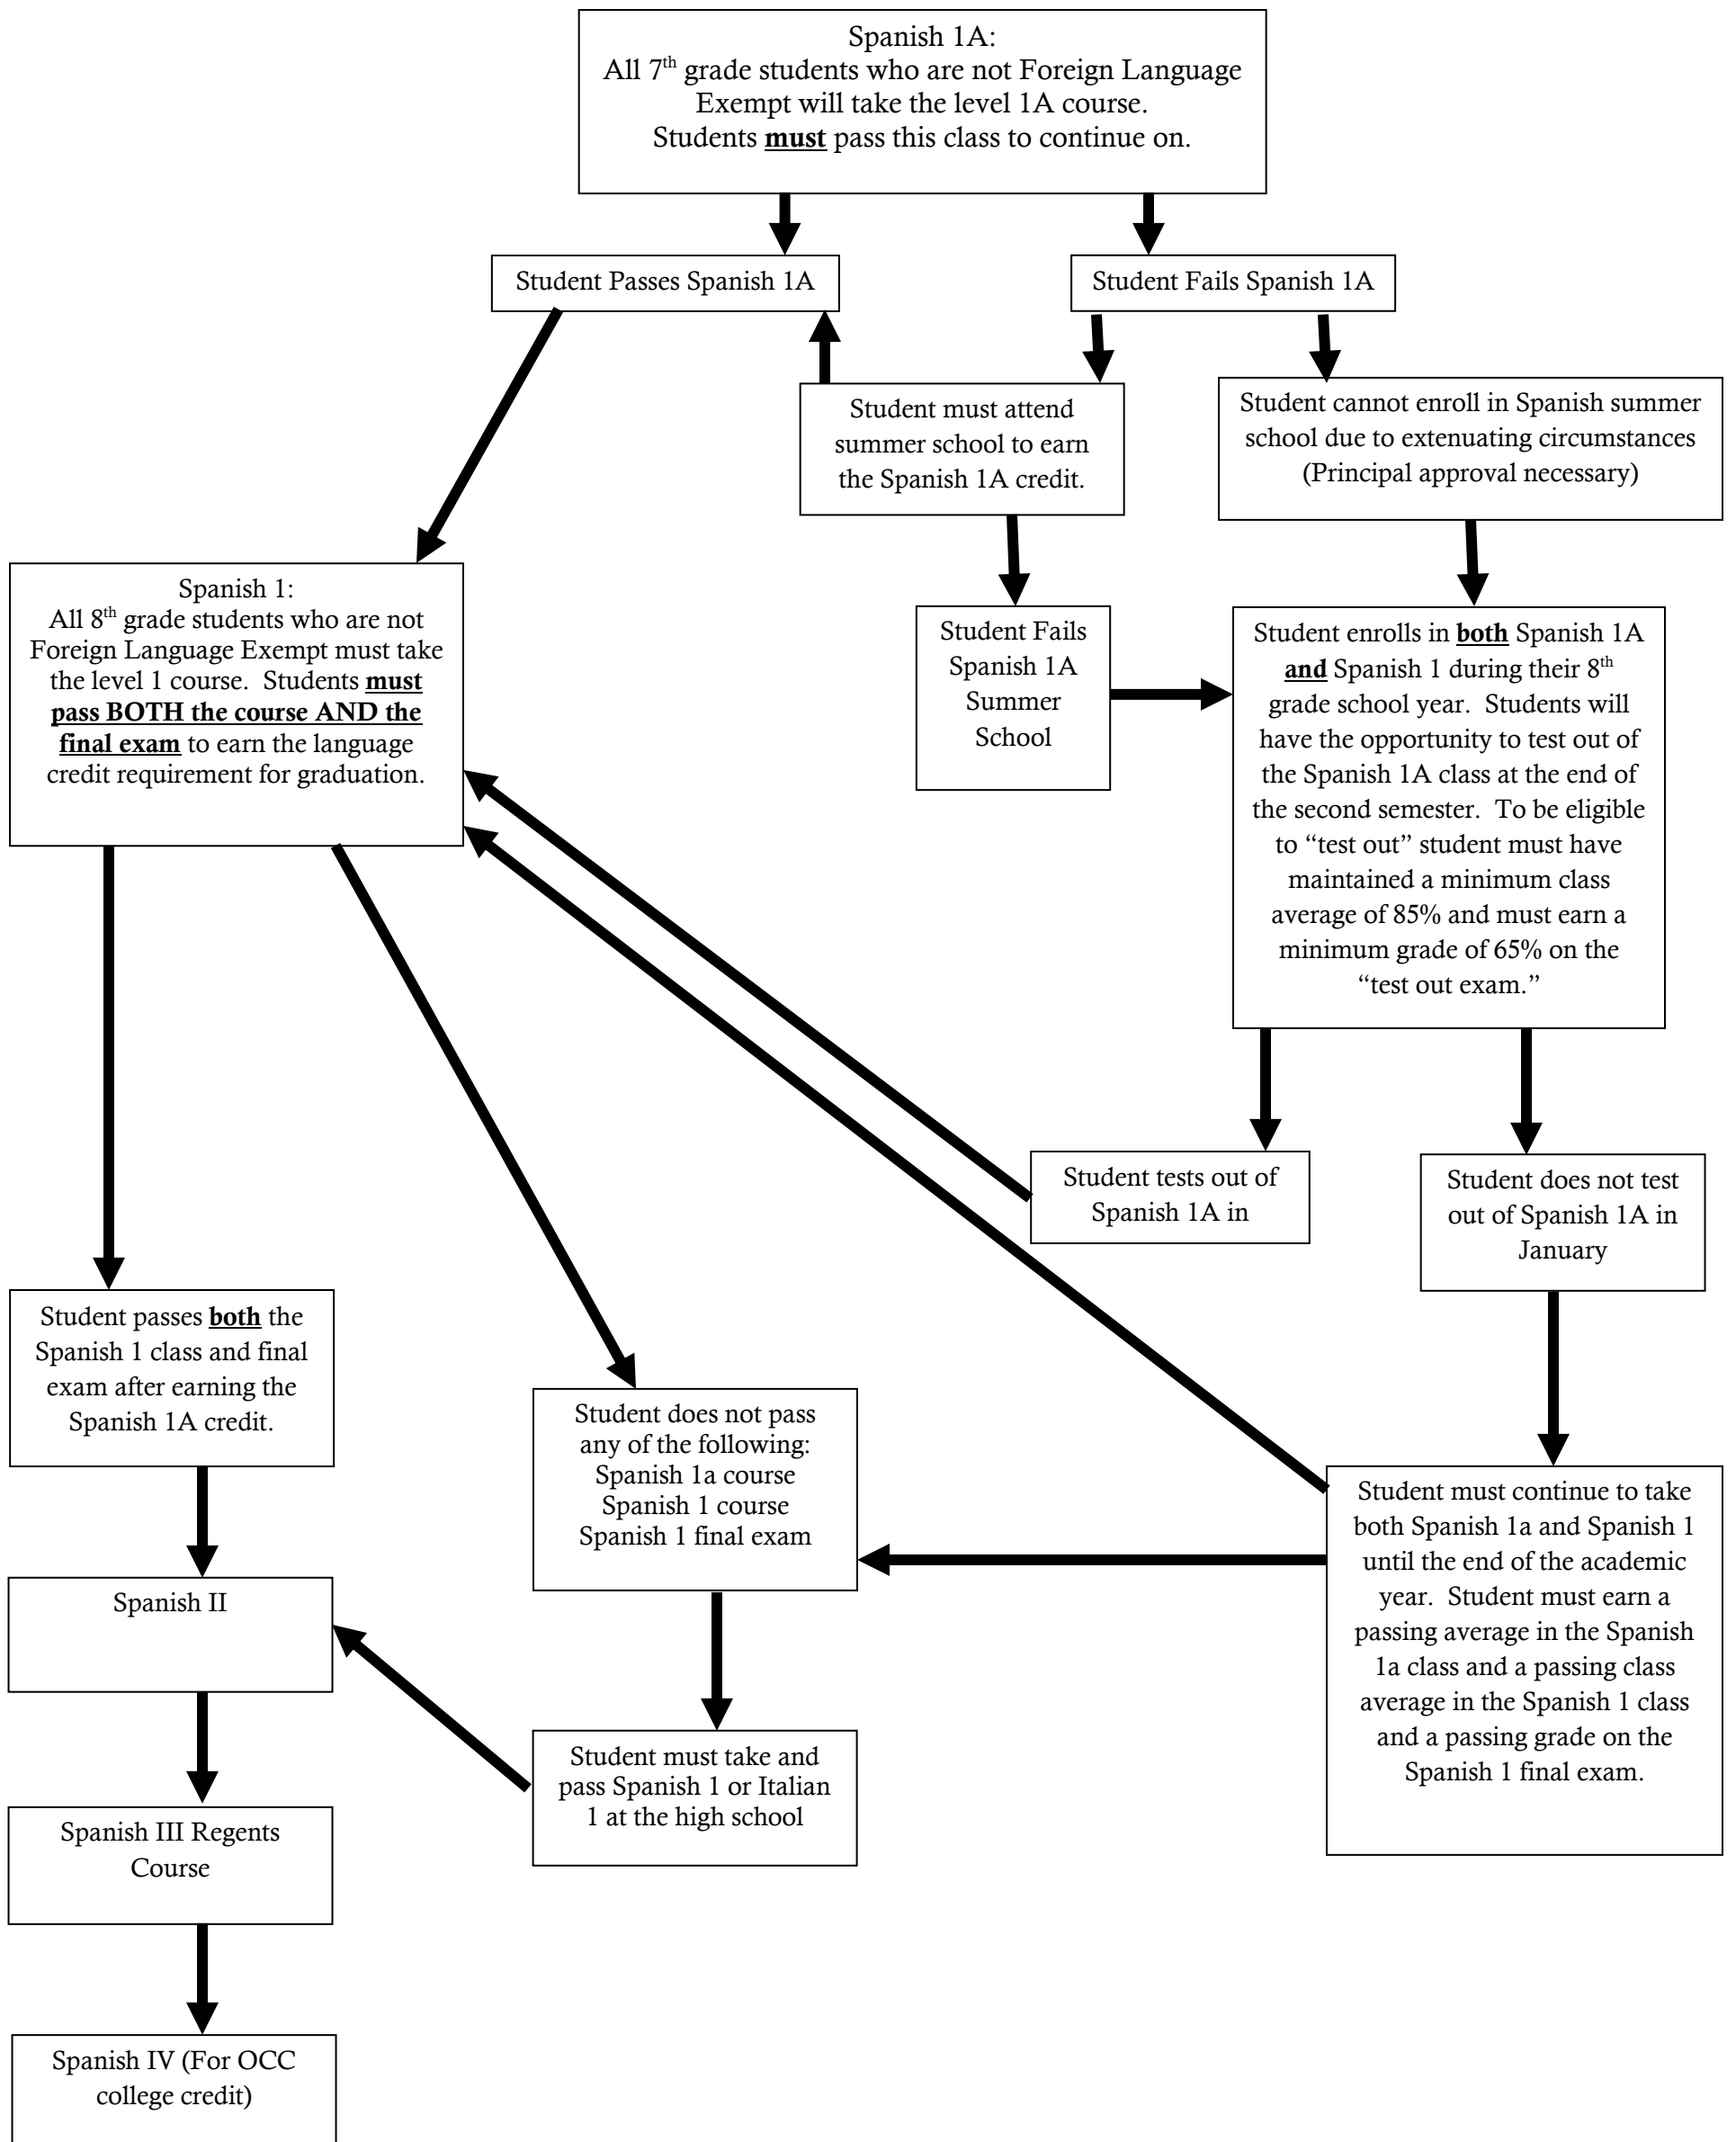 Spanish 1A:
All 7th grade students who are not Foreign Language
Exempt will take the level 1A course.
Students must pass this class to continue on.
Student Passes Spanish 1A
Student Fails Spanish 1A
Student must attend
summer school to earn
the Spanish 1A credit.
Student cannot enroll in Spanish summer
school due to extenuating circumstances
(Principal approval necessary)
Spanish 1:
All 8th grade students who are not
Foreign Language Exempt must take
the level 1 course. Students must
pass BOTH the course AND the
final exam to earn the language
credit requirement for graduation.
Student Fails
Spanish 1A
Summer
School
Student enrolls in both Spanish 1A
and Spanish 1 during their 8th
grade school year. Students will
have the opportunity to test out of
the Spanish 1A class at the end of
the second semester. To be eligible
to “test out” student must have
maintained a minimum class
average of 85% and must earn a
minimum grade of 65% on the
“test out exam.”
Student tests out of
Spanish 1A in
Student does not test
out of Spanish 1A in
January
Student passes both the
Spanish 1 class and final
exam after earning the
Spanish 1A credit.
Student does not pass
any of the following:
Spanish 1a course
Spanish 1 course
Spanish 1 final exam
Student must continue to take
both Spanish 1a and Spanish 1
until the end of the academic
year. Student must earn a
passing average in the Spanish
1a class and a passing class
average in the Spanish 1 class
and a passing grade on the
Spanish 1 final exam.
Spanish II
Student must take and
pass Spanish 1 or Italian
1 at the high school
Spanish III Regents
Course
Spanish IV (For OCC
college credit)